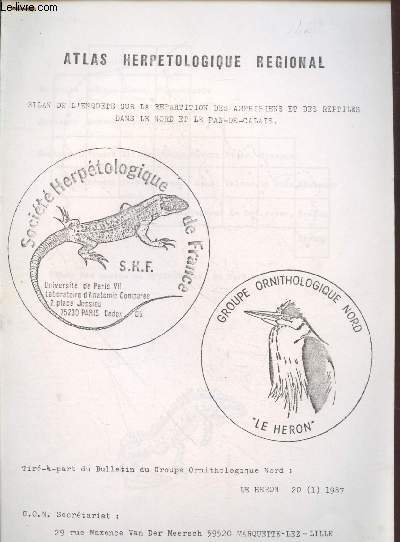 Le-livre.com
ATLAS HERPETOLOGIQUE REGIONAL
BILAN DE L'ENQUETE SUR LA REPARTITION DES AMPHIBIENS ET DES REPTILES
DANS LE NORD ET LE PAS-DE-CALAIS.
Société Herpétologique de France
S.H.F.
Université de Paris VII
Laboratoire d'Anatomie Comparée
2, place Jussieu
75230 PARIS Cedex 05
GROUPE ORNITHOLOGIQUE NORD
"LE HERON"
Tiré-à-part du Bulletin du Groupe Ornithologique Nord :
LE HERON 20 (1) 1987
G.O.N. Secrétariat :
29 rue Maxence Van Der Meersch 59520 MARQUETTE-LEZ-LILLE